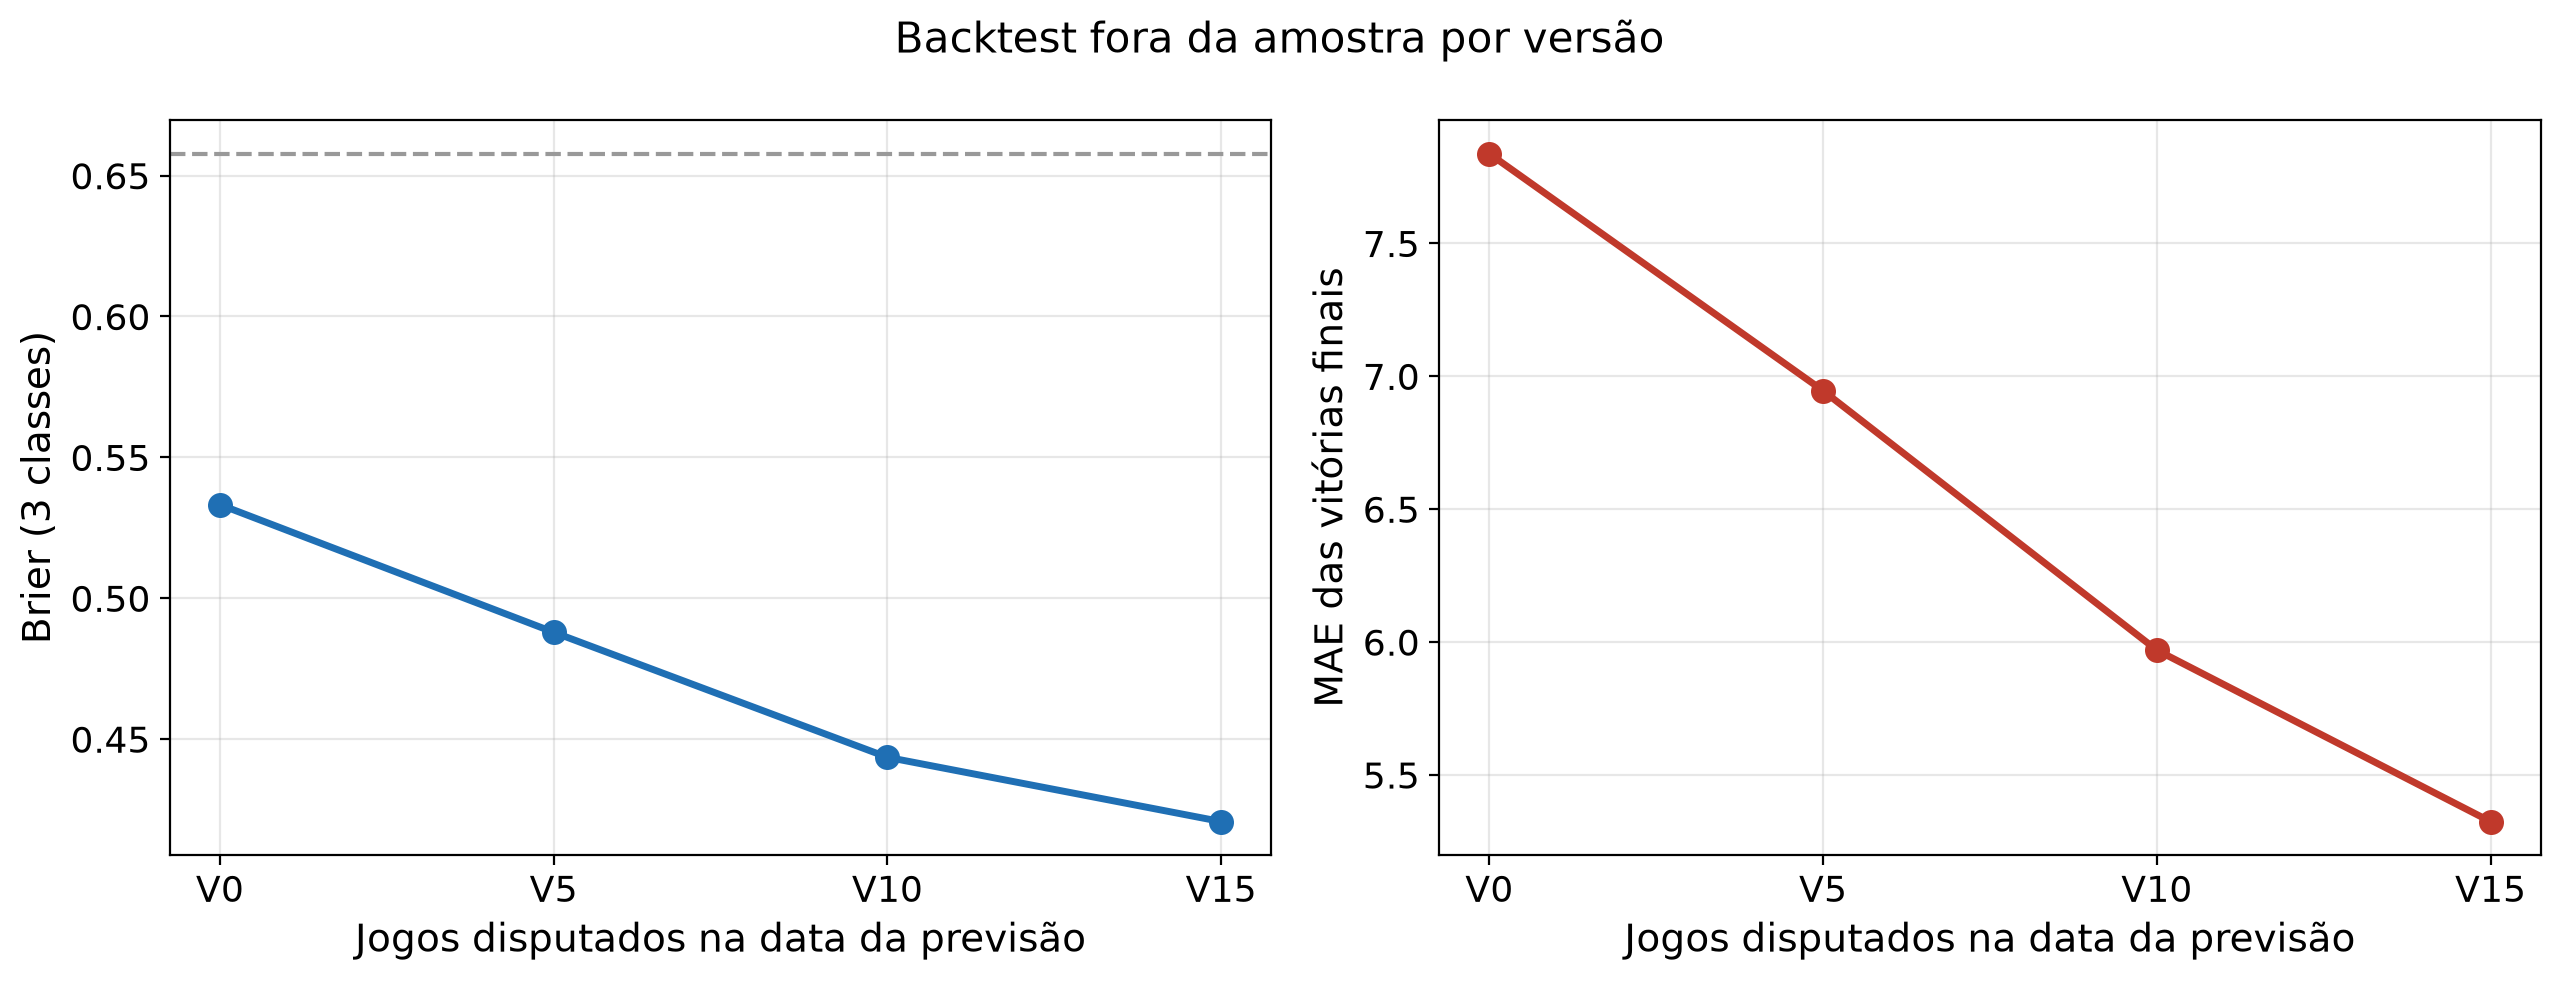 Backtest fora da amostra por versão
Brier (3 classes)
0.65
0.60
0.55
0.50
0.45
V0
V5
V10
V15
Jogos disputados na data da previsão
MAE das vitórias finais
7.5
7.0
6.5
6.0
5.5
V0
V5
V10
V15
Jogos disputados na data da previsão